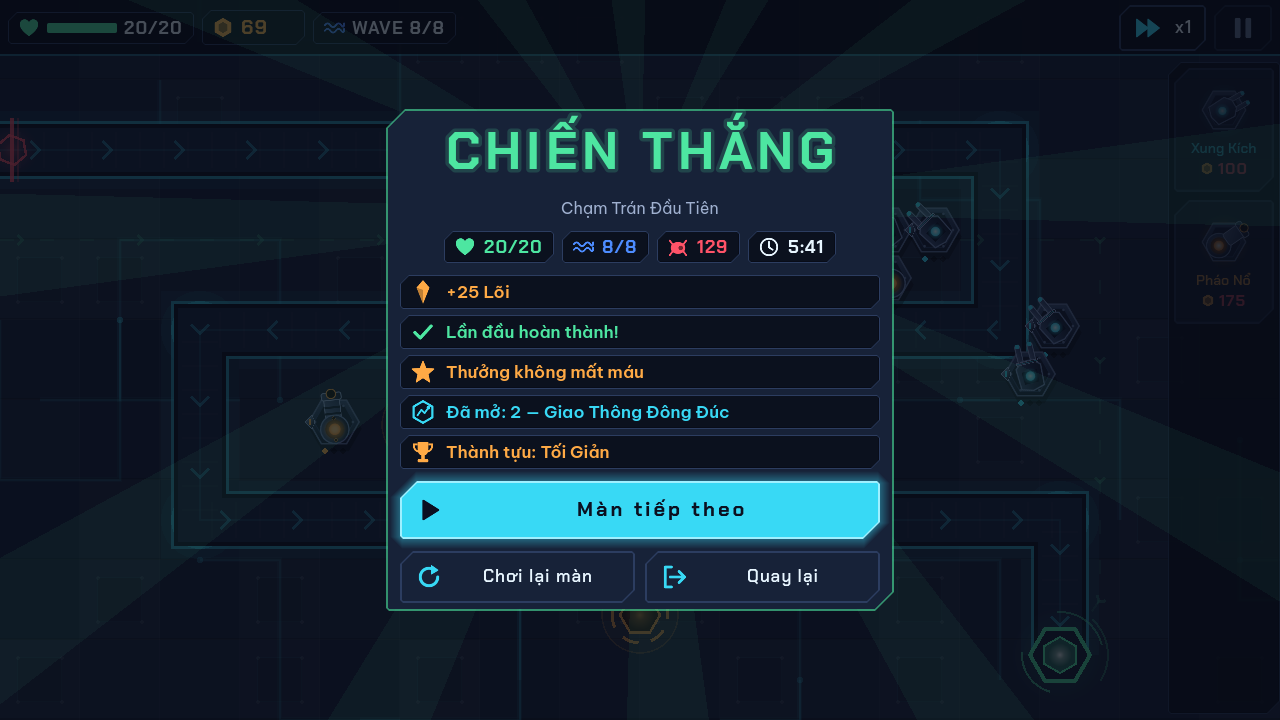 20/20 69 WAVE 8/8 x1
CHIẾN THẮNG
Chạm Trán Đầu Tiên
20/20 8/8 129 5:41
+25 Lõi
Lần đầu hoàn thành!
Thưởng không mất máu
Đã mở: 2 — Giao Thông Đông Đúc
Thành tựu: Tối Giản
Màn tiếp theo
Chơi lại màn Quay lại
Xung Kích
100
Pháo Nổ
175